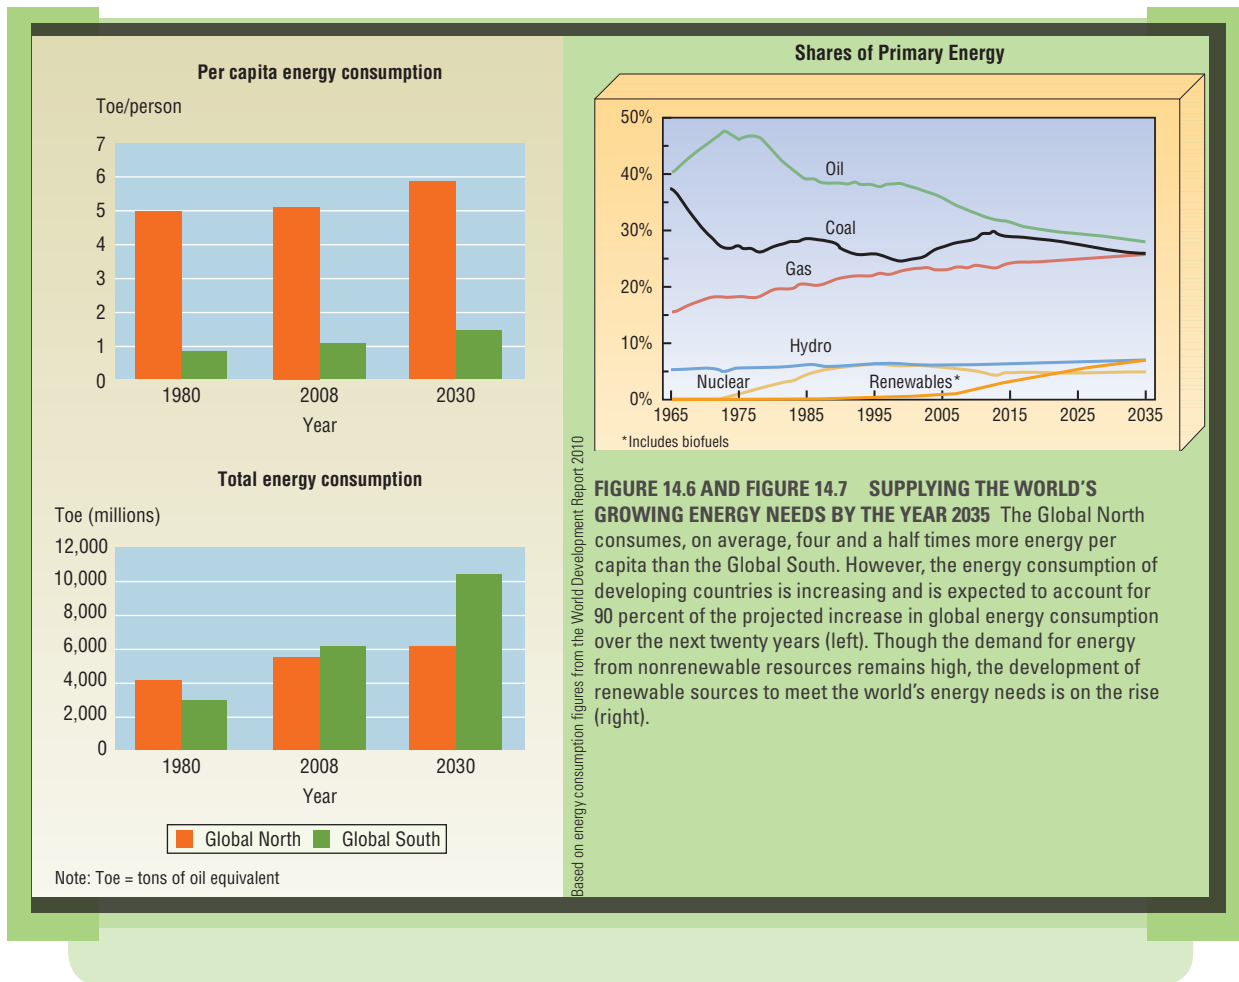 Per capita energy consumption
Toe/person
7
6
5
4
3
2
1
0
1980 2008 2030
Year
Total energy consumption
Toe (millions)
12,000
10,000
8,000
6,000
4,000
2,000
0
1980 2008 2030
Year
Global North Global South
Note: Toe = tons of oil equivalent
Based on energy consumption figures from the World Development Report 2010
Shares of Primary Energy
50%
40%
30%
20%
10%
0%
Oil
Coal
Gas
Hydro
Nuclear Renewables*
1965 1975 1985 1995 2005 2015 2025 2035
*Includes biofuels
FIGURE 14.6 AND FIGURE 14.7 SUPPLYING THE WORLD'S
GROWING ENERGY NEEDS BY THE YEAR 2035 The Global North
consumes, on average, four and a half times more energy per
capita than the Global South. However, the energy consumption of
developing countries is increasing and is expected to account for
90 percent of the projected increase in global energy consumption
over the next twenty years (left). Though the demand for energy
from nonrenewable resources remains high, the development of
renewable sources to meet the world's energy needs is on the rise
(right).